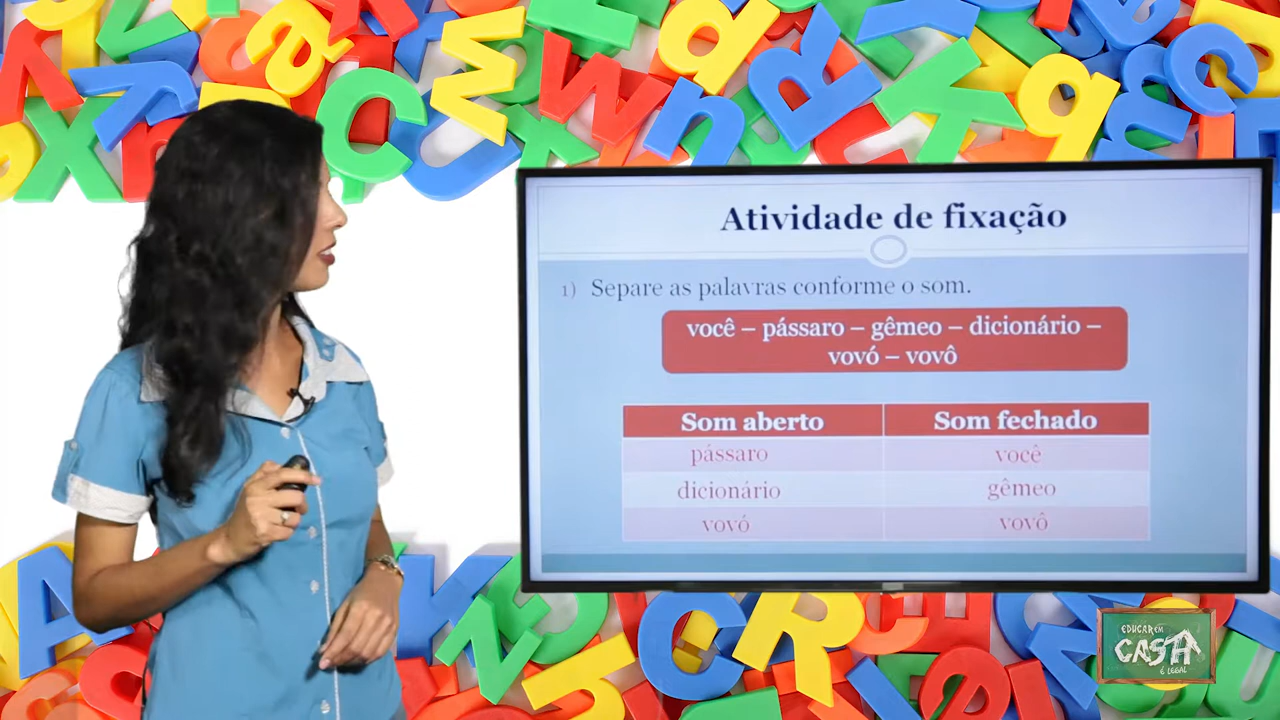 Atividade de fixação
1) Separe as palavras conforme o som.
você – pássaro – gêmeo – dicionário –
vovó – vovô
Som aberto Som fechado
pássaro você
dicionário gêmeo
vovó vovô
EDUCAR EM
CASA
É LEGAL